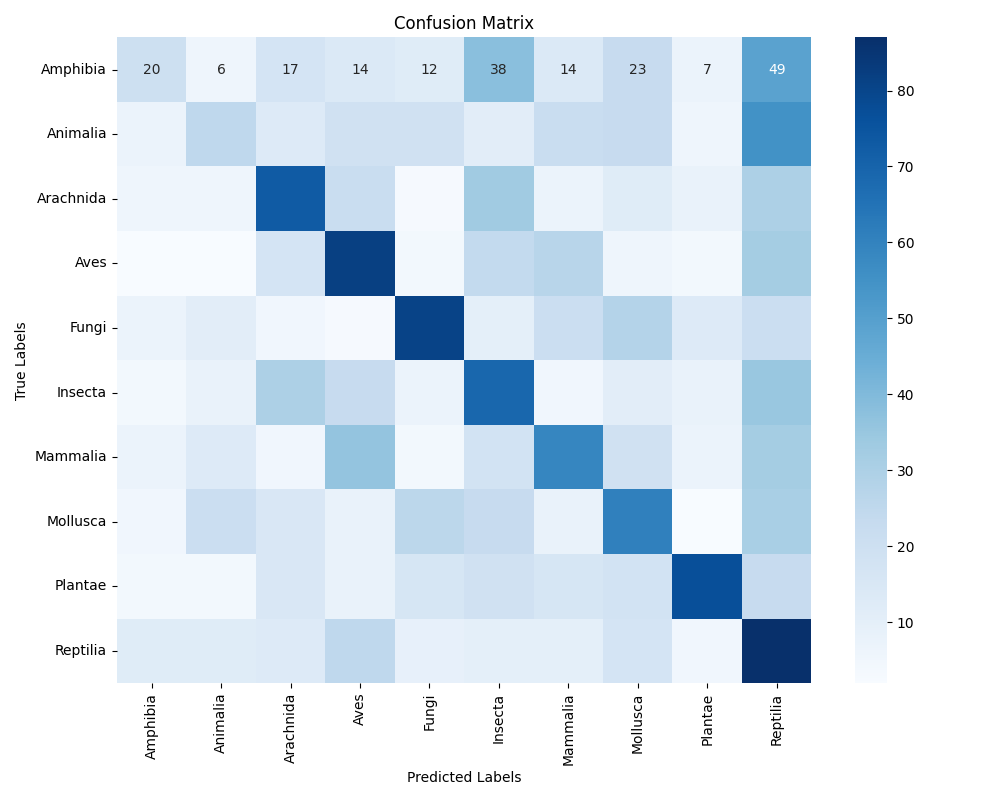 Confusion Matrix
Amphibia 20 6 17 14 12 38 14 23 7 49
Animalia
Arachnida
Aves
Fungi
Insecta
Mammalia
Mollusca
Plantae
Reptilia
True Labels
Amphibia Animalia Arachnida Aves Fungi Insecta Mammalia Mollusca Plantae Reptilia
Predicted Labels
80
70
60
50
40
30
20
10